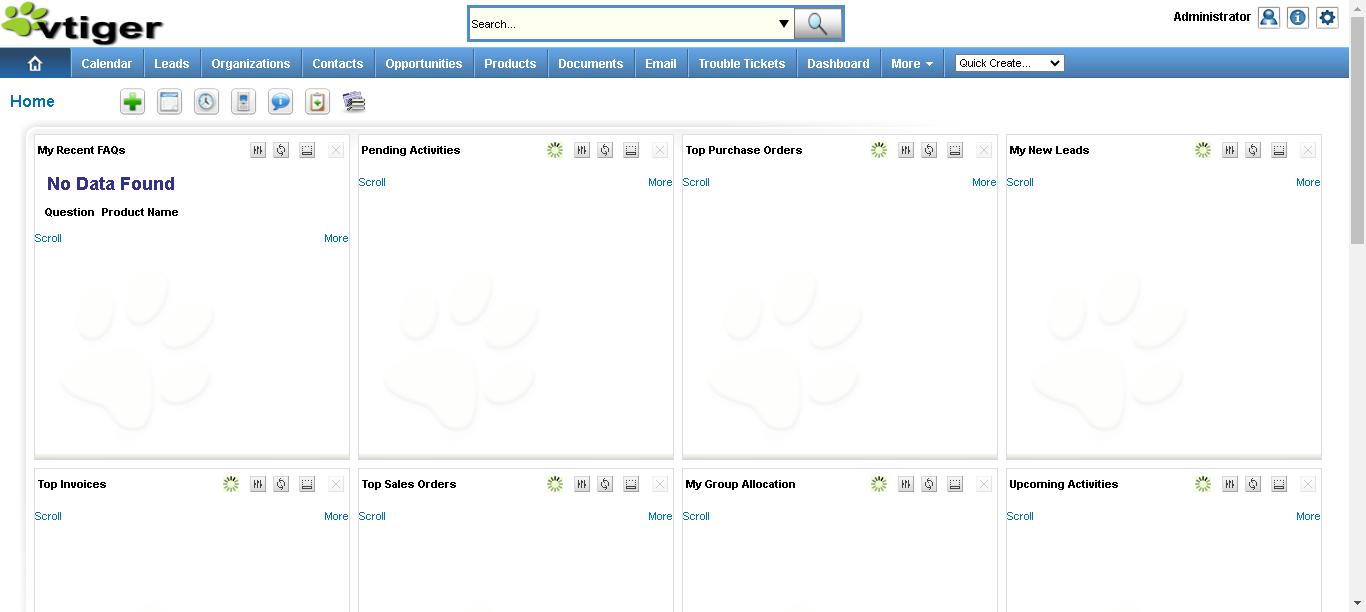 vtiger
Search...
Administrator
Calendar Leads Organizations Contacts Opportunities Products Documents Email Trouble Tickets Dashboard More Quick Create...
Home
My Recent FAQs Pending Activities Top Purchase Orders My New Leads
No Data Found
Scroll More Scroll More Scroll More
Question Product Name
Scroll More
Top Invoices Top Sales Orders My Group Allocation Upcoming Activities
Scroll More Scroll More Scroll More Scroll More